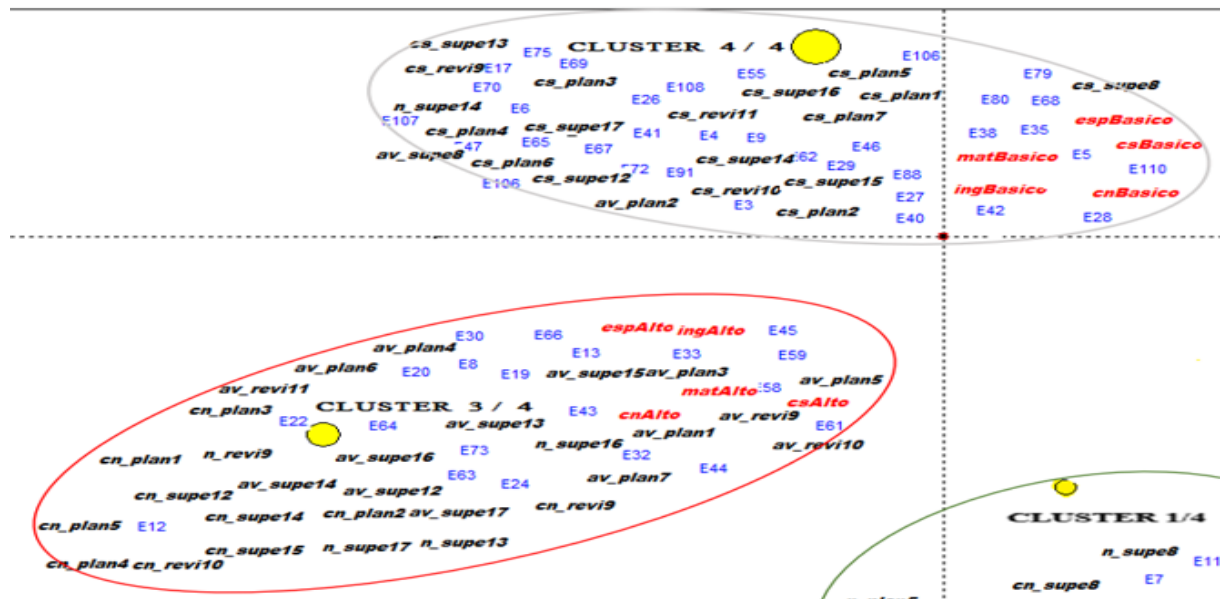 cs_supe13 E75 CLUSTER 4 / 4 E106
cs_revi9 E17 E69 cs_plan3 E55 cs_plan5 E79
E70 E108 cs_supe16 cs_plan1 cs_supe8
n_supe14 E6 E26 E80 E68
E107 cs_supe17 cs_revi11 cs_plan7 espBasico
cs_plan4 E41 E4 E9 E38 E35
E65 E67 E46 csBasico
av_supe8 cs_plan6 cs_supe14 matBasico E5
E91 E29 E88 E110
E106 cs_supe12 cs_revi10 cs_supe15 ingBasico cnBasico
av_plan2 E3 cs_plan2 E27
E40 E42 E28
E30 E66 espAlto ingAlto E45
av_plan4 E13 E33 E59
av_plan6 E20 E8 E19 av_supe15 av_plan3 av_plan5
av_revi11 matAlto csAlto
cn_plan3 CLUSTER 3 / 4 E43 cnAlto av_revi9
E22 E64 av_supe13 av_plan1 E61
cn_plan1 n_revi9 av_supe16 E73 n_supe16 E32 av_revi10
av_supe14 E63 E24 av_plan7 E44
cn_supe12 av_supe12 cn_revi9
cn_plan5 E12 cn_supe14 cn_plan2 av_supe17
cn_supe15 n_supe17 n_supe13
cn_plan4 cn_revi10
CLUSTER 1/4
n_supe8
cn_supe8 E7